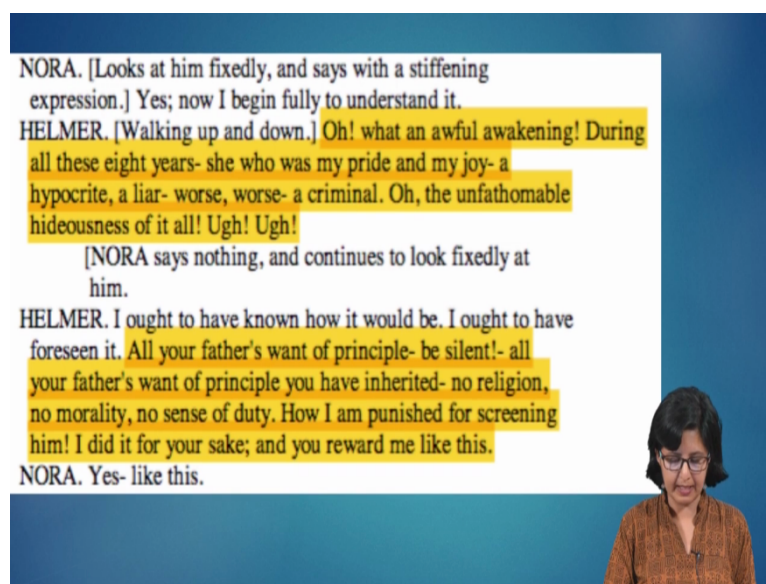 NORA. [Looks at him fixedly, and says with a stiffening
expression.] Yes; now I begin fully to understand it.
HELMER. [Walking up and down.] Oh! what an awful awakening! During
all these eight years- she who was my pride and my joy- a
hypocrite, a liar- worse, worse- a criminal. Oh, the unfathomable
hideousness of it all! Ugh! Ugh!
[NORA says nothing, and continues to look fixedly at
him.
HELMER. I ought to have known how it would be. I ought to have
foreseen it. All your father's want of principle- be silent!- all
your father's want of principle you have inherited- no religion,
no morality, no sense of duty. How I am punished for screening
him! I did it for your sake; and you reward me like this.
NORA. Yes- like this.